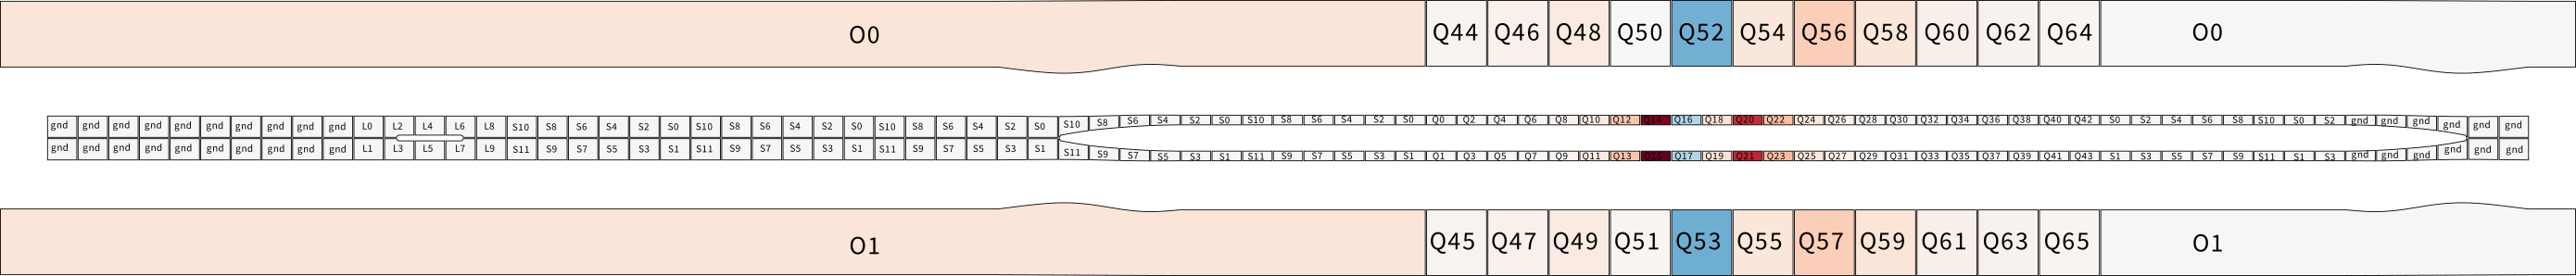 O0 Q44 Q46 Q48 Q50 Q52 Q54 Q56 Q58 Q60 Q62 Q64 O0
gnd gnd gnd gnd gnd gnd gnd gnd gnd gnd L0 L2 L4 L6 L8 S10 S8 S6 S4 S2 S0 S10 S8 S6 S4 S2 S0 S10 S8 S6 S4 S2 S0 S10 S8 S6 S4 S2 S0 S10 S8 S6 S4 S2 S0 Q0 Q2 Q4 Q6 Q8 Q10 Q12 Q14 Q16 Q18 Q20 Q22 Q24 Q26 Q28 Q30 Q32 Q34 Q36 Q38 Q40 Q42 S0 S2 S4 S6 S8 S10 S0 S2 gnd gnd gnd gnd gnd gnd
gnd gnd gnd gnd gnd gnd gnd gnd gnd gnd L1 L3 L5 L7 L9 S11 S9 S7 S5 S3 S1 S11 S9 S7 S5 S3 S1 S11 S9 S7 S5 S3 S1 S11 S9 S7 S5 S3 S1 S11 S9 S7 S5 S3 S1 Q1 Q3 Q5 Q7 Q9 Q11 Q13 Q15 Q17 Q19 Q21 Q23 Q25 Q27 Q29 Q31 Q33 Q35 Q37 Q39 Q41 Q43 S1 S3 S5 S7 S9 S11 S1 S3 gnd gnd gnd gnd gnd gnd
O1 Q45 Q47 Q49 Q51 Q53 Q55 Q57 Q59 Q61 Q63 Q65 O1